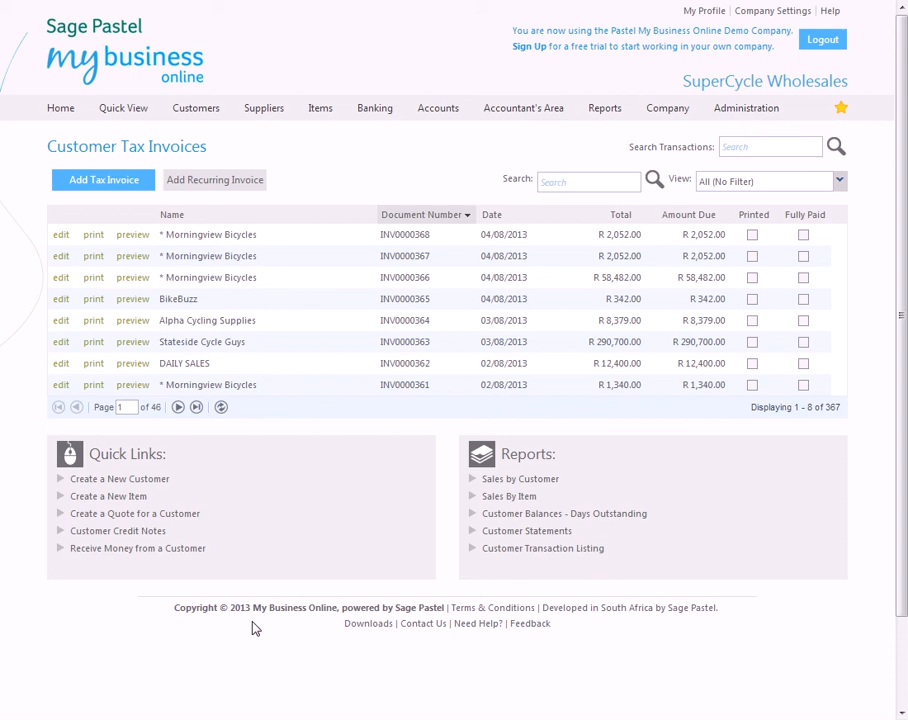 My Profile | Company Settings | Help
Sage Pastel
my business online
You are now using the Pastel My Business Online Demo Company.
Sign Up for a free trial to start working in your own company.
Logout
SuperCycle Wholesales
Home Quick View Customers Suppliers Items Banking Accounts Accountant's Area Reports Company Administration
Customer Tax Invoices
Search Transactions: Search
Add Tax Invoice Add Recurring Invoice
Search: Search View: All (No Filter)
Name Document Number Date Total Amount Due Printed Fully Paid
edit print preview * Morningview Bicycles INV0000368 04/08/2013 R 2,052.00 R 2,052.00
edit print preview * Morningview Bicycles INV0000367 04/08/2013 R 2,052.00 R 2,052.00
edit print preview * Morningview Bicycles INV0000366 04/08/2013 R 58,482.00 R 58,482.00
edit print preview BikeBuzz INV0000365 04/08/2013 R 342.00 R 342.00
edit print preview Alpha Cycling Supplies INV0000364 03/08/2013 R 8,379.00 R 8,379.00
edit print preview Stateside Cycle Guys INV0000363 02/08/2013 R 290,700.00 R 290,700.00
edit print preview DAILY SALES INV0000362 02/08/2013 R 12,400.00 R 12,400.00
edit print preview * Morningview Bicycles INV0000361 02/08/2013 R 1,340.00 R 1,340.00
Page 1 of 46 Displaying 1 - 8 of 367
Quick Links:
Create a New Customer
Create a New Item
Create a Quote for a Customer
Customer Credit Notes
Receive Money from a Customer
Reports:
Sales by Customer
Sales By Item
Customer Balances - Days Outstanding
Customer Statements
Customer Transaction Listing
Copyright © 2013 My Business Online, powered by Sage Pastel | Terms & Conditions | Developed in South Africa by Sage Pastel.
Downloads | Contact Us | Need Help? | Feedback